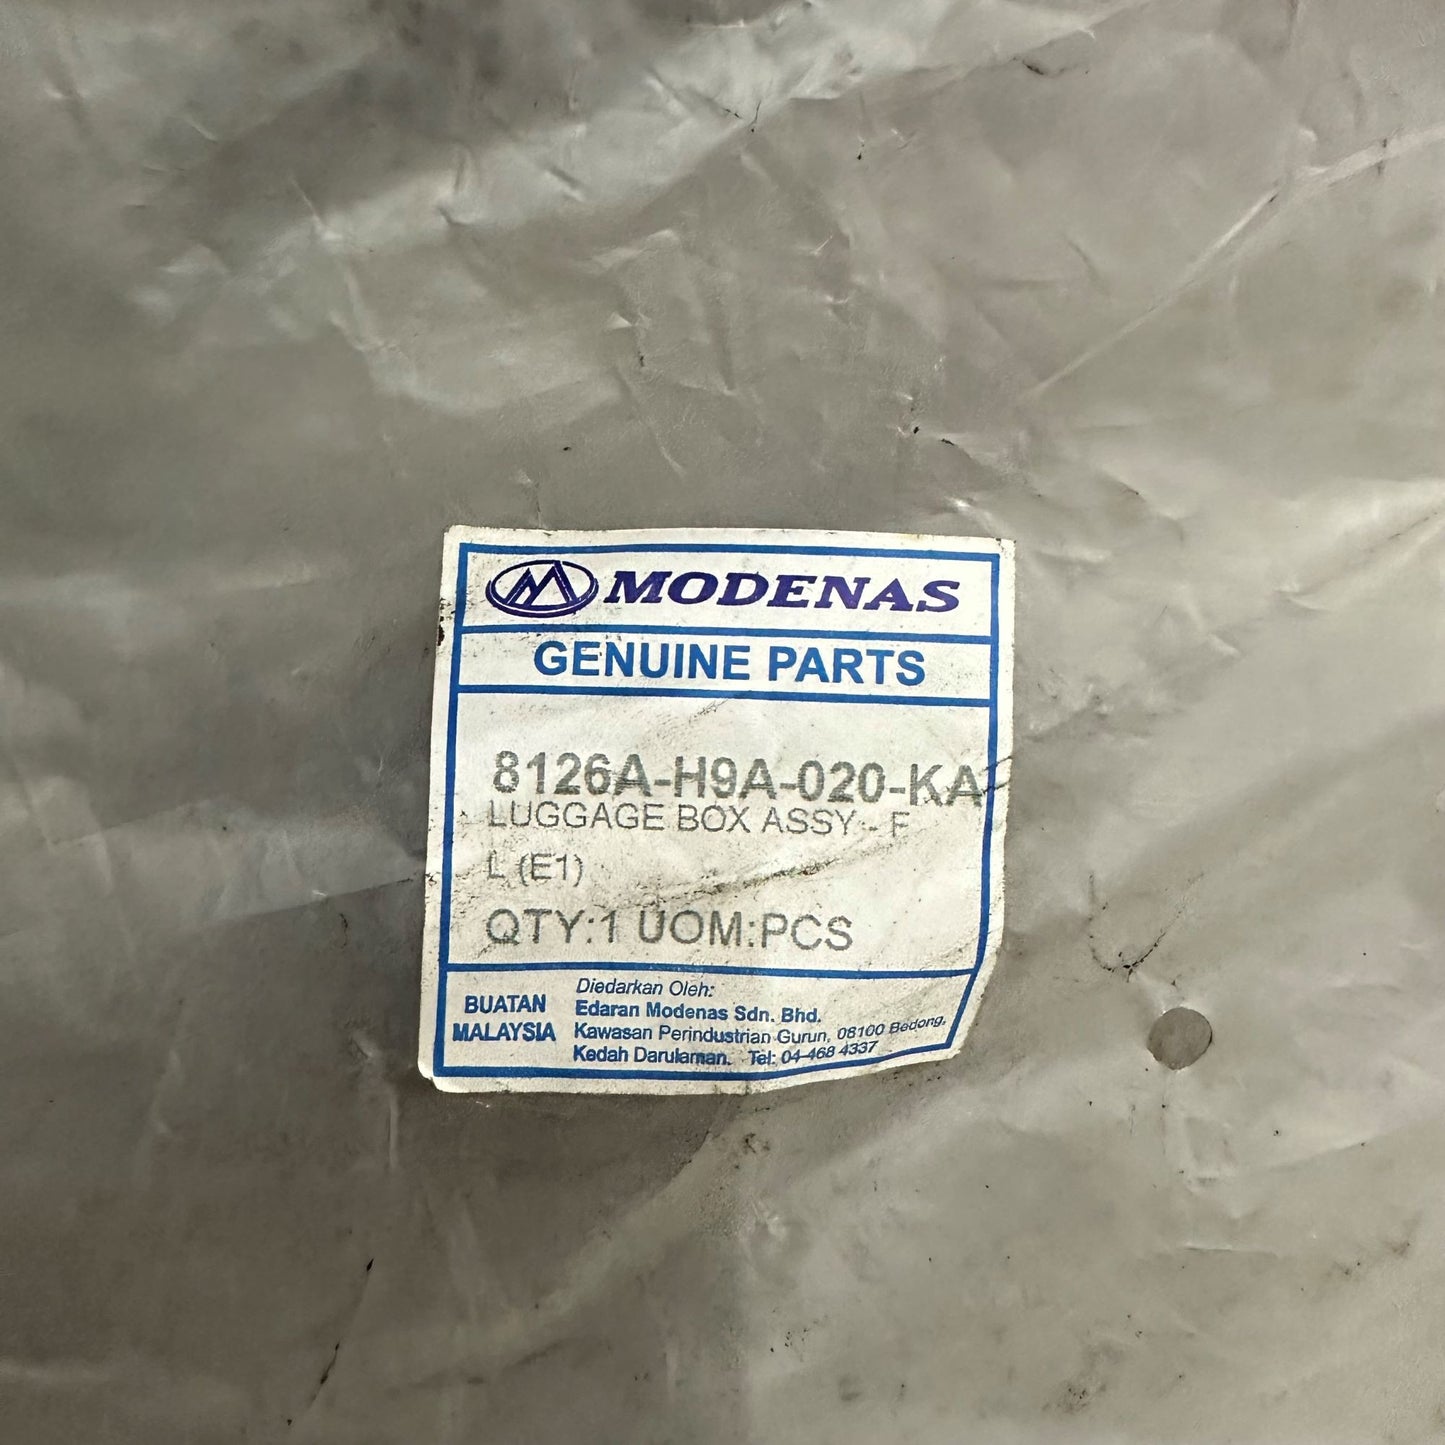 MODENAS
GENUINE PARTS
8126A-H9A-020-KA
LUGGAGE BOX ASSY - F
L (E1)
QTY:1 UOM:PCS
BUATAN
MALAYSIA
Diedarkan Oleh:
Edaran Modenas Sdn. Bhd.
Kawasan Perindustrian Gurun, 08100 Bedong,
Kedah Darulaman. Tel: 04-468 4337